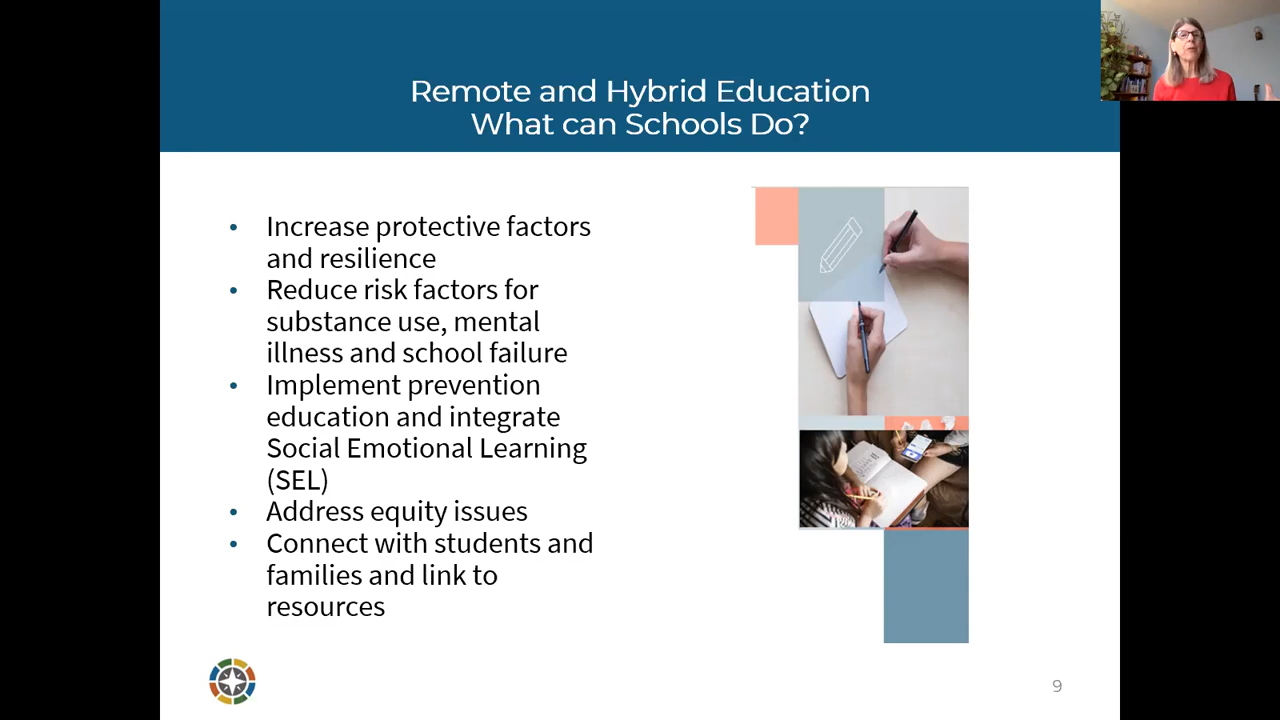 Remote and Hybrid Education
What can Schools Do?
• Increase protective factors
and resilience
• Reduce risk factors for
substance use, mental
illness and school failure
• Implement prevention
education and integrate
Social Emotional Learning
(SEL)
• Address equity issues
• Connect with students and
families and link to
resources
9